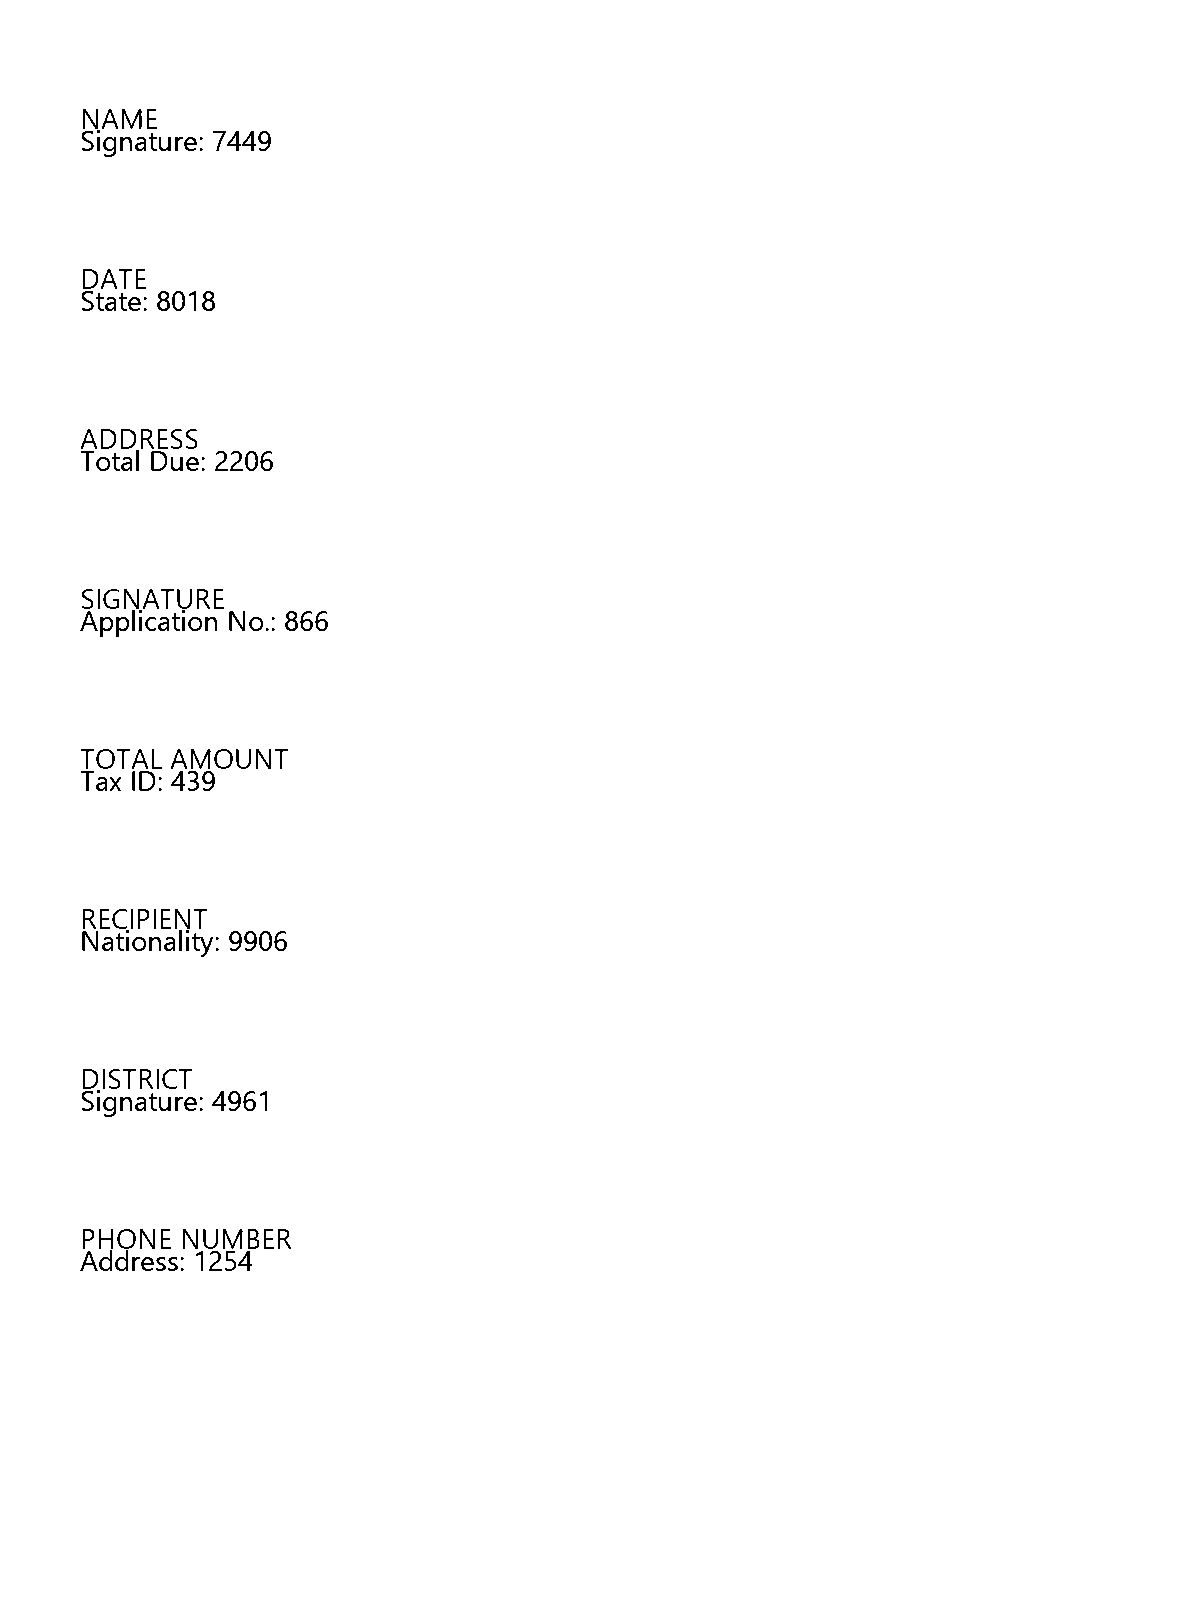 NAME
Signature: 7449
DATE
State: 8018
ADDRESS
Total Due: 2206
SIGNATURE
Application No.: 866
TOTAL AMOUNT
Tax ID: 439
RECIPIENT
Nationality: 9906
DISTRICT
Signature: 4961
PHONE NUMBER
Address: 1254